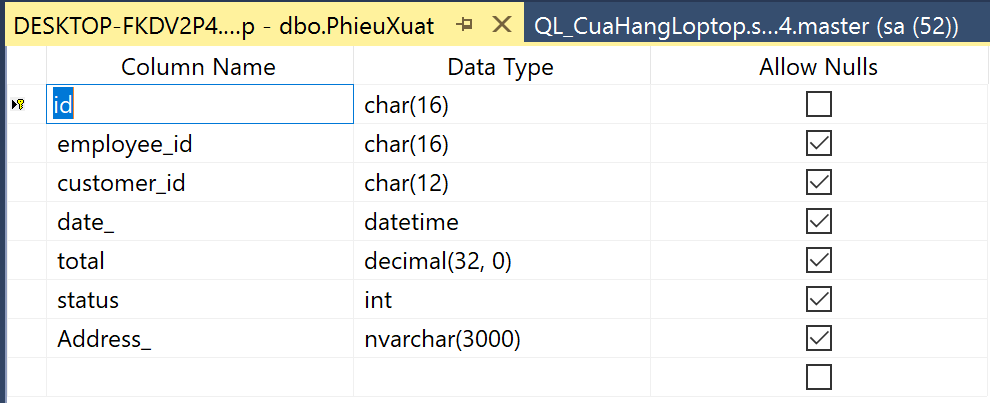 DESKTOP-FKDV2P4....p - dbo.PhieuXuat QL_CuaHangLoptop.s...4.master (sa (52))
Column Name Data Type Allow Nulls
id char(16)
employee_id char(16)
customer_id char(12)
date_ datetime
total decimal(32, 0)
status int
Address_ nvarchar(3000)